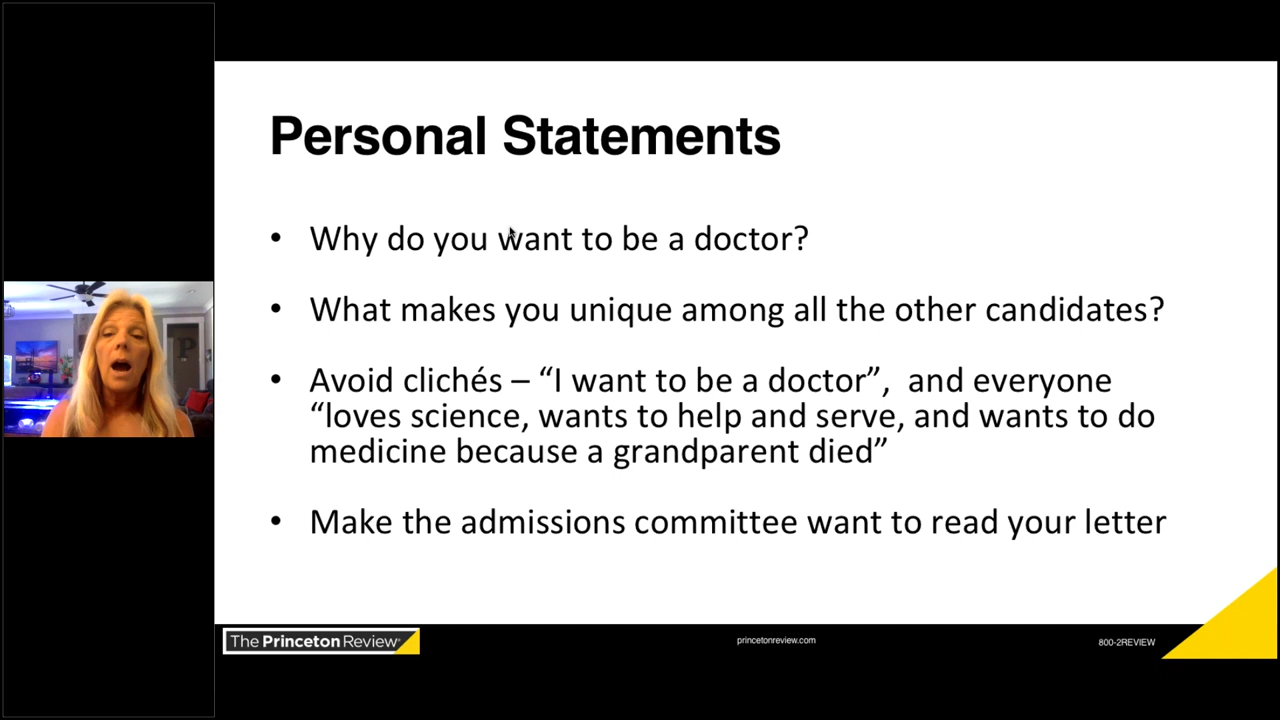 Personal Statements
• Why do you want to be a doctor?
• What makes you unique among all the other candidates?
• Avoid clichés – “I want to be a doctor”,  and everyone
“loves science, wants to help and serve, and wants to do
medicine because a grandparent died”
• Make the admissions committee want to read your letter
P
The Princeton Review®
princetonreview.com
800-2REVIEW